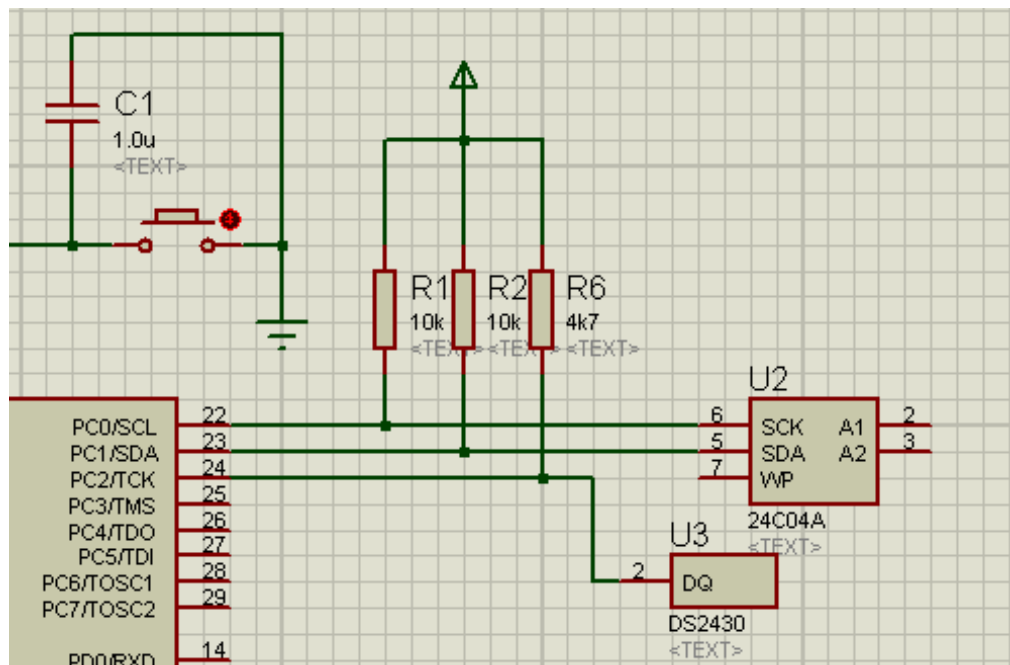 C1
1.0u
<TEXT>
R1
10k
<TEXT>
R2
10k
<TEXT>
R6
4k7
<TEXT>
U2
22
PC0/SCL
6
SCK
A1
2
23
PC1/SDA
5
SDA
A2
3
24
PC2/TCK
7
WP
25
PC3/TMS
26
PC4/TDO
24C04A
<TEXT>
27
PC5/TDI
U3
28
PC6/TOSC1
2
DQ
29
PC7/TOSC2
DS2430
<TEXT>
14
PD0/RXD